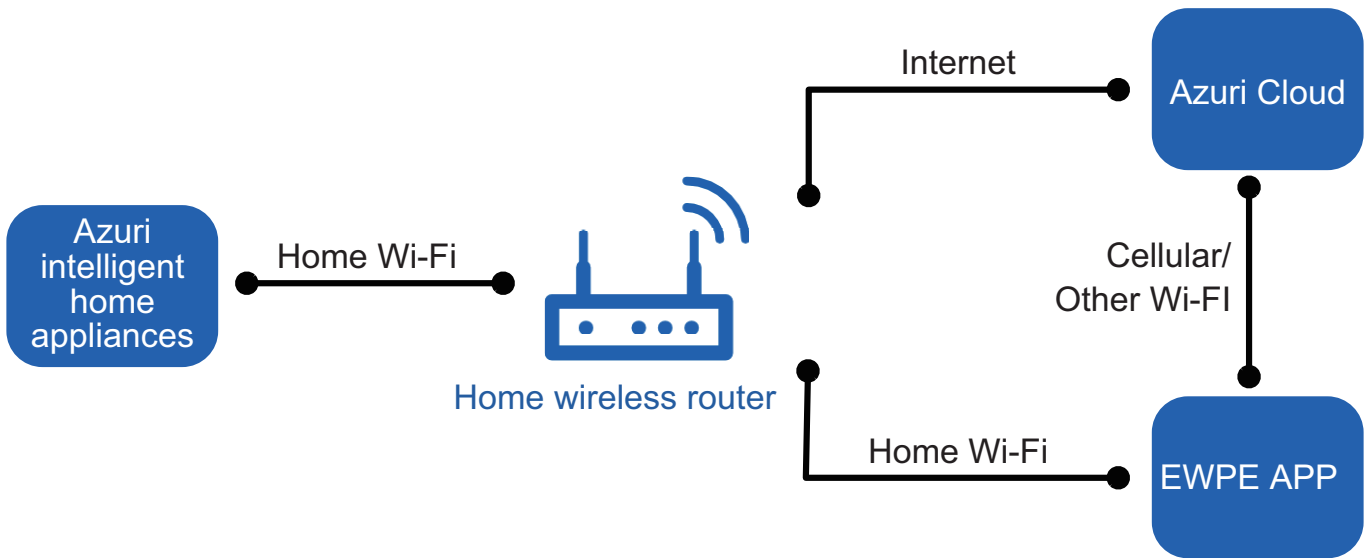 Internet
Azuri Cloud
Azuri
intelligent
home
appliances
Home Wi-Fi
Cellular/
Other Wi-FI
Home wireless router
Home Wi-Fi
EWPE APP